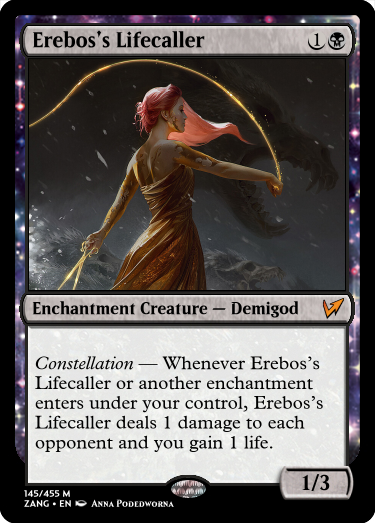 Erebos's Lifecaller 1
Enchantment Creature — Demigod
Constellation — Whenever Erebos's
Lifecaller or another enchantment
enters under your control, Erebos's
Lifecaller deals 1 damage to each
opponent and you gain 1 life.
1/3
145/455 M
ZANG • EN Anna Podedworna